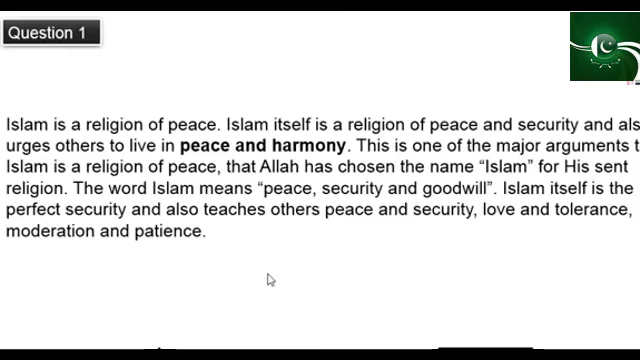 Question 1
Islam is a religion of peace. Islam itself is a religion of peace and security and
urges others to live in peace and harmony. This is one of the major arguments
Islam is a religion of peace, that Allah has chosen the name “Islam” for His sent
religion. The word Islam means “peace, security and goodwill”. Islam itself is the
perfect security and also teaches others peace and security, love and tolerance,
moderation and patience.